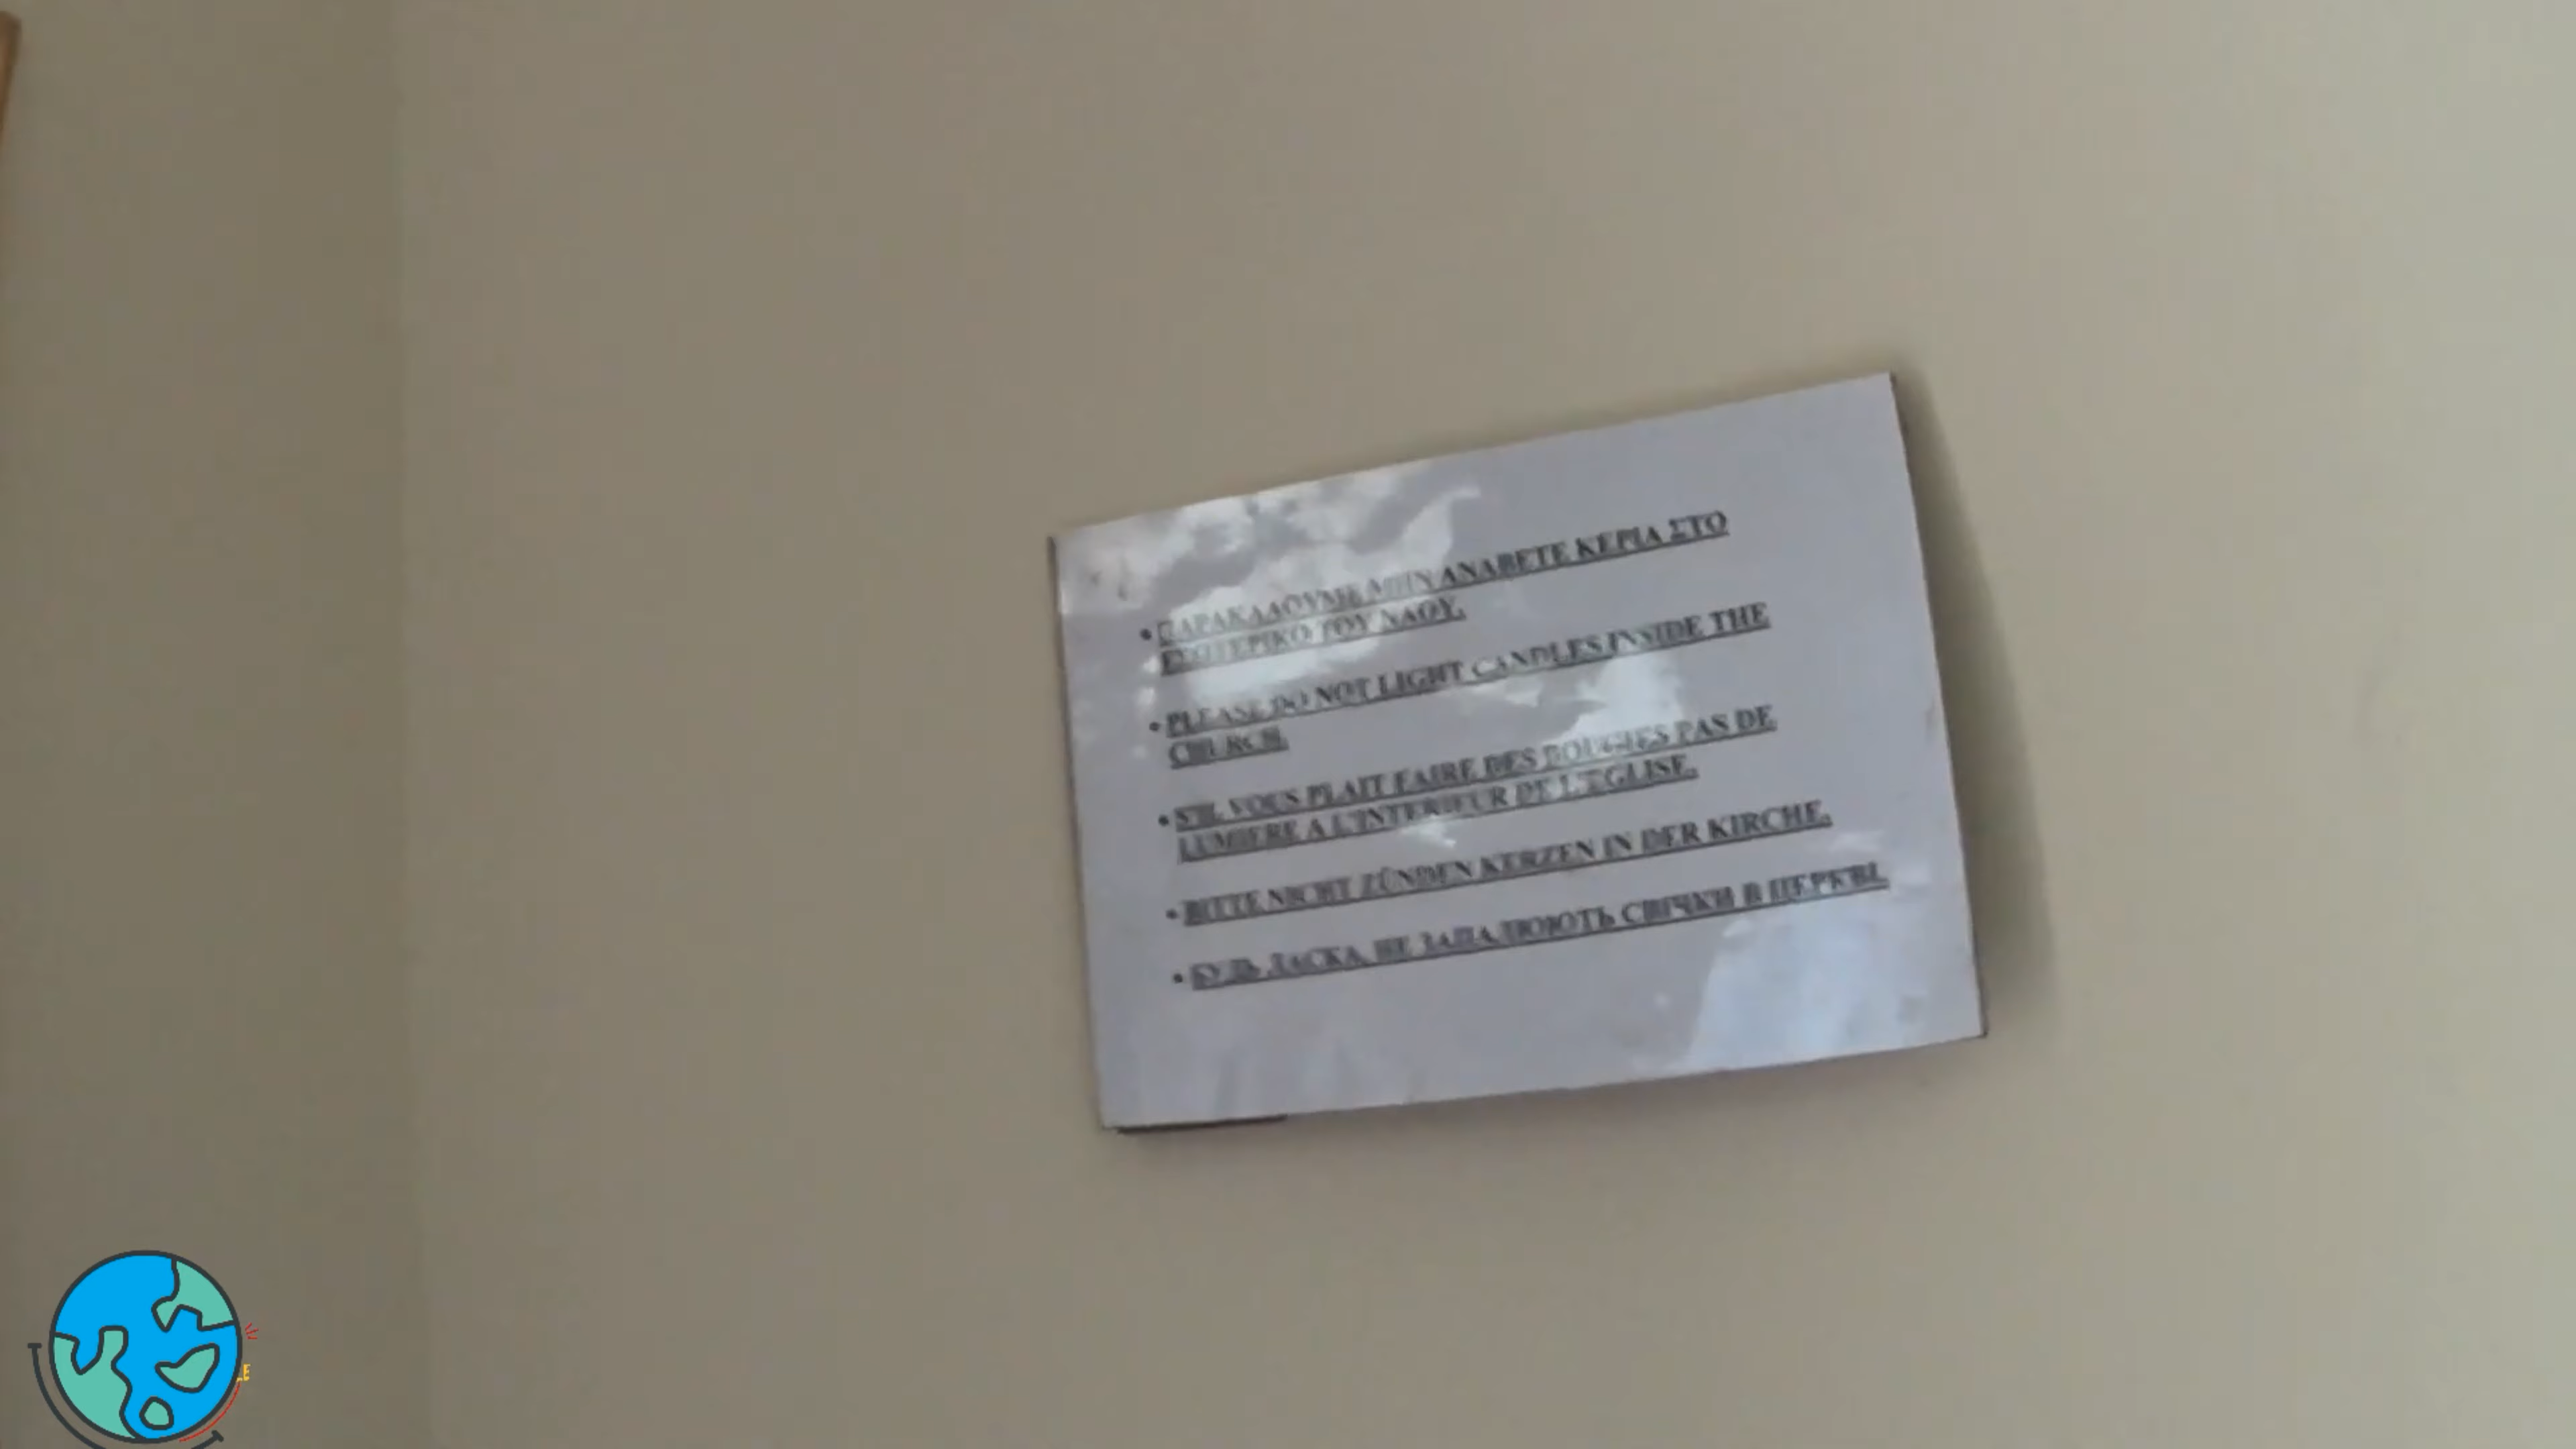 • ΠΑΡΑΚΑΛΟΥΜΕ ΜΗΝ ΑΝΑΒΕΤΕ ΚΕΡΙΑ ΣΤΟ
ΕΣΩΤΕΡΙΚΟ ΤΟΥ ΝΑΟΥ.
• PLEASE DO NOT LIGHT CANDLES INSIDE THE
CHURCH.
• S'IL VOUS PLAIT FAIRE DES BOUGIES PAS DE
LUMIERE A L'INTERIEUR DE L'EGLISE.
• BITTE NICHT ZÜNDEN KERZEN IN DER KIRCHE.
• БУДЬ ЛАСКА, НЕ ЗАПАЛЮЮТЬ СВІЧКИ В ЦЕРКВІ.